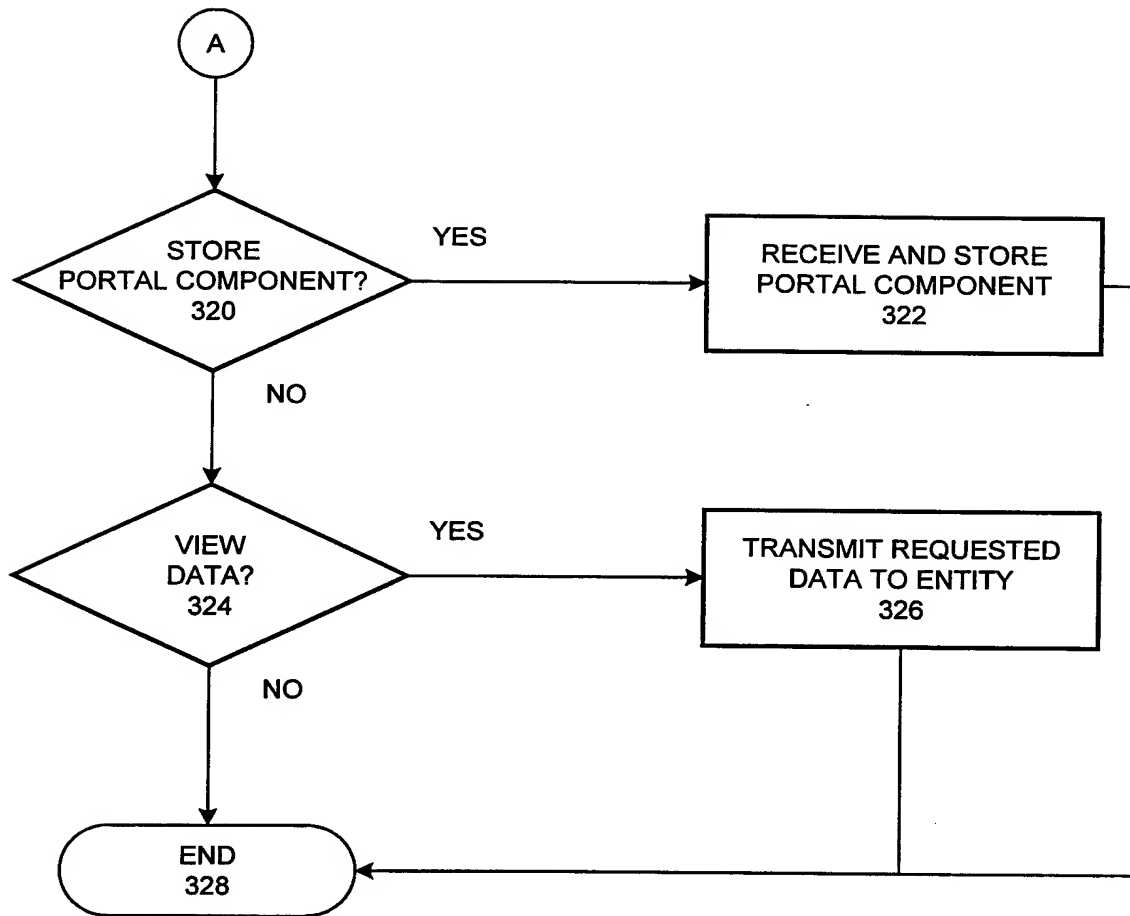 A
STORE
PORTAL COMPONENT?
320
YES
RECEIVE AND STORE
PORTAL COMPONENT
322
NO
VIEW
DATA?
324
YES
TRANSMIT REQUESTED
DATA TO ENTITY
326
NO
END
328